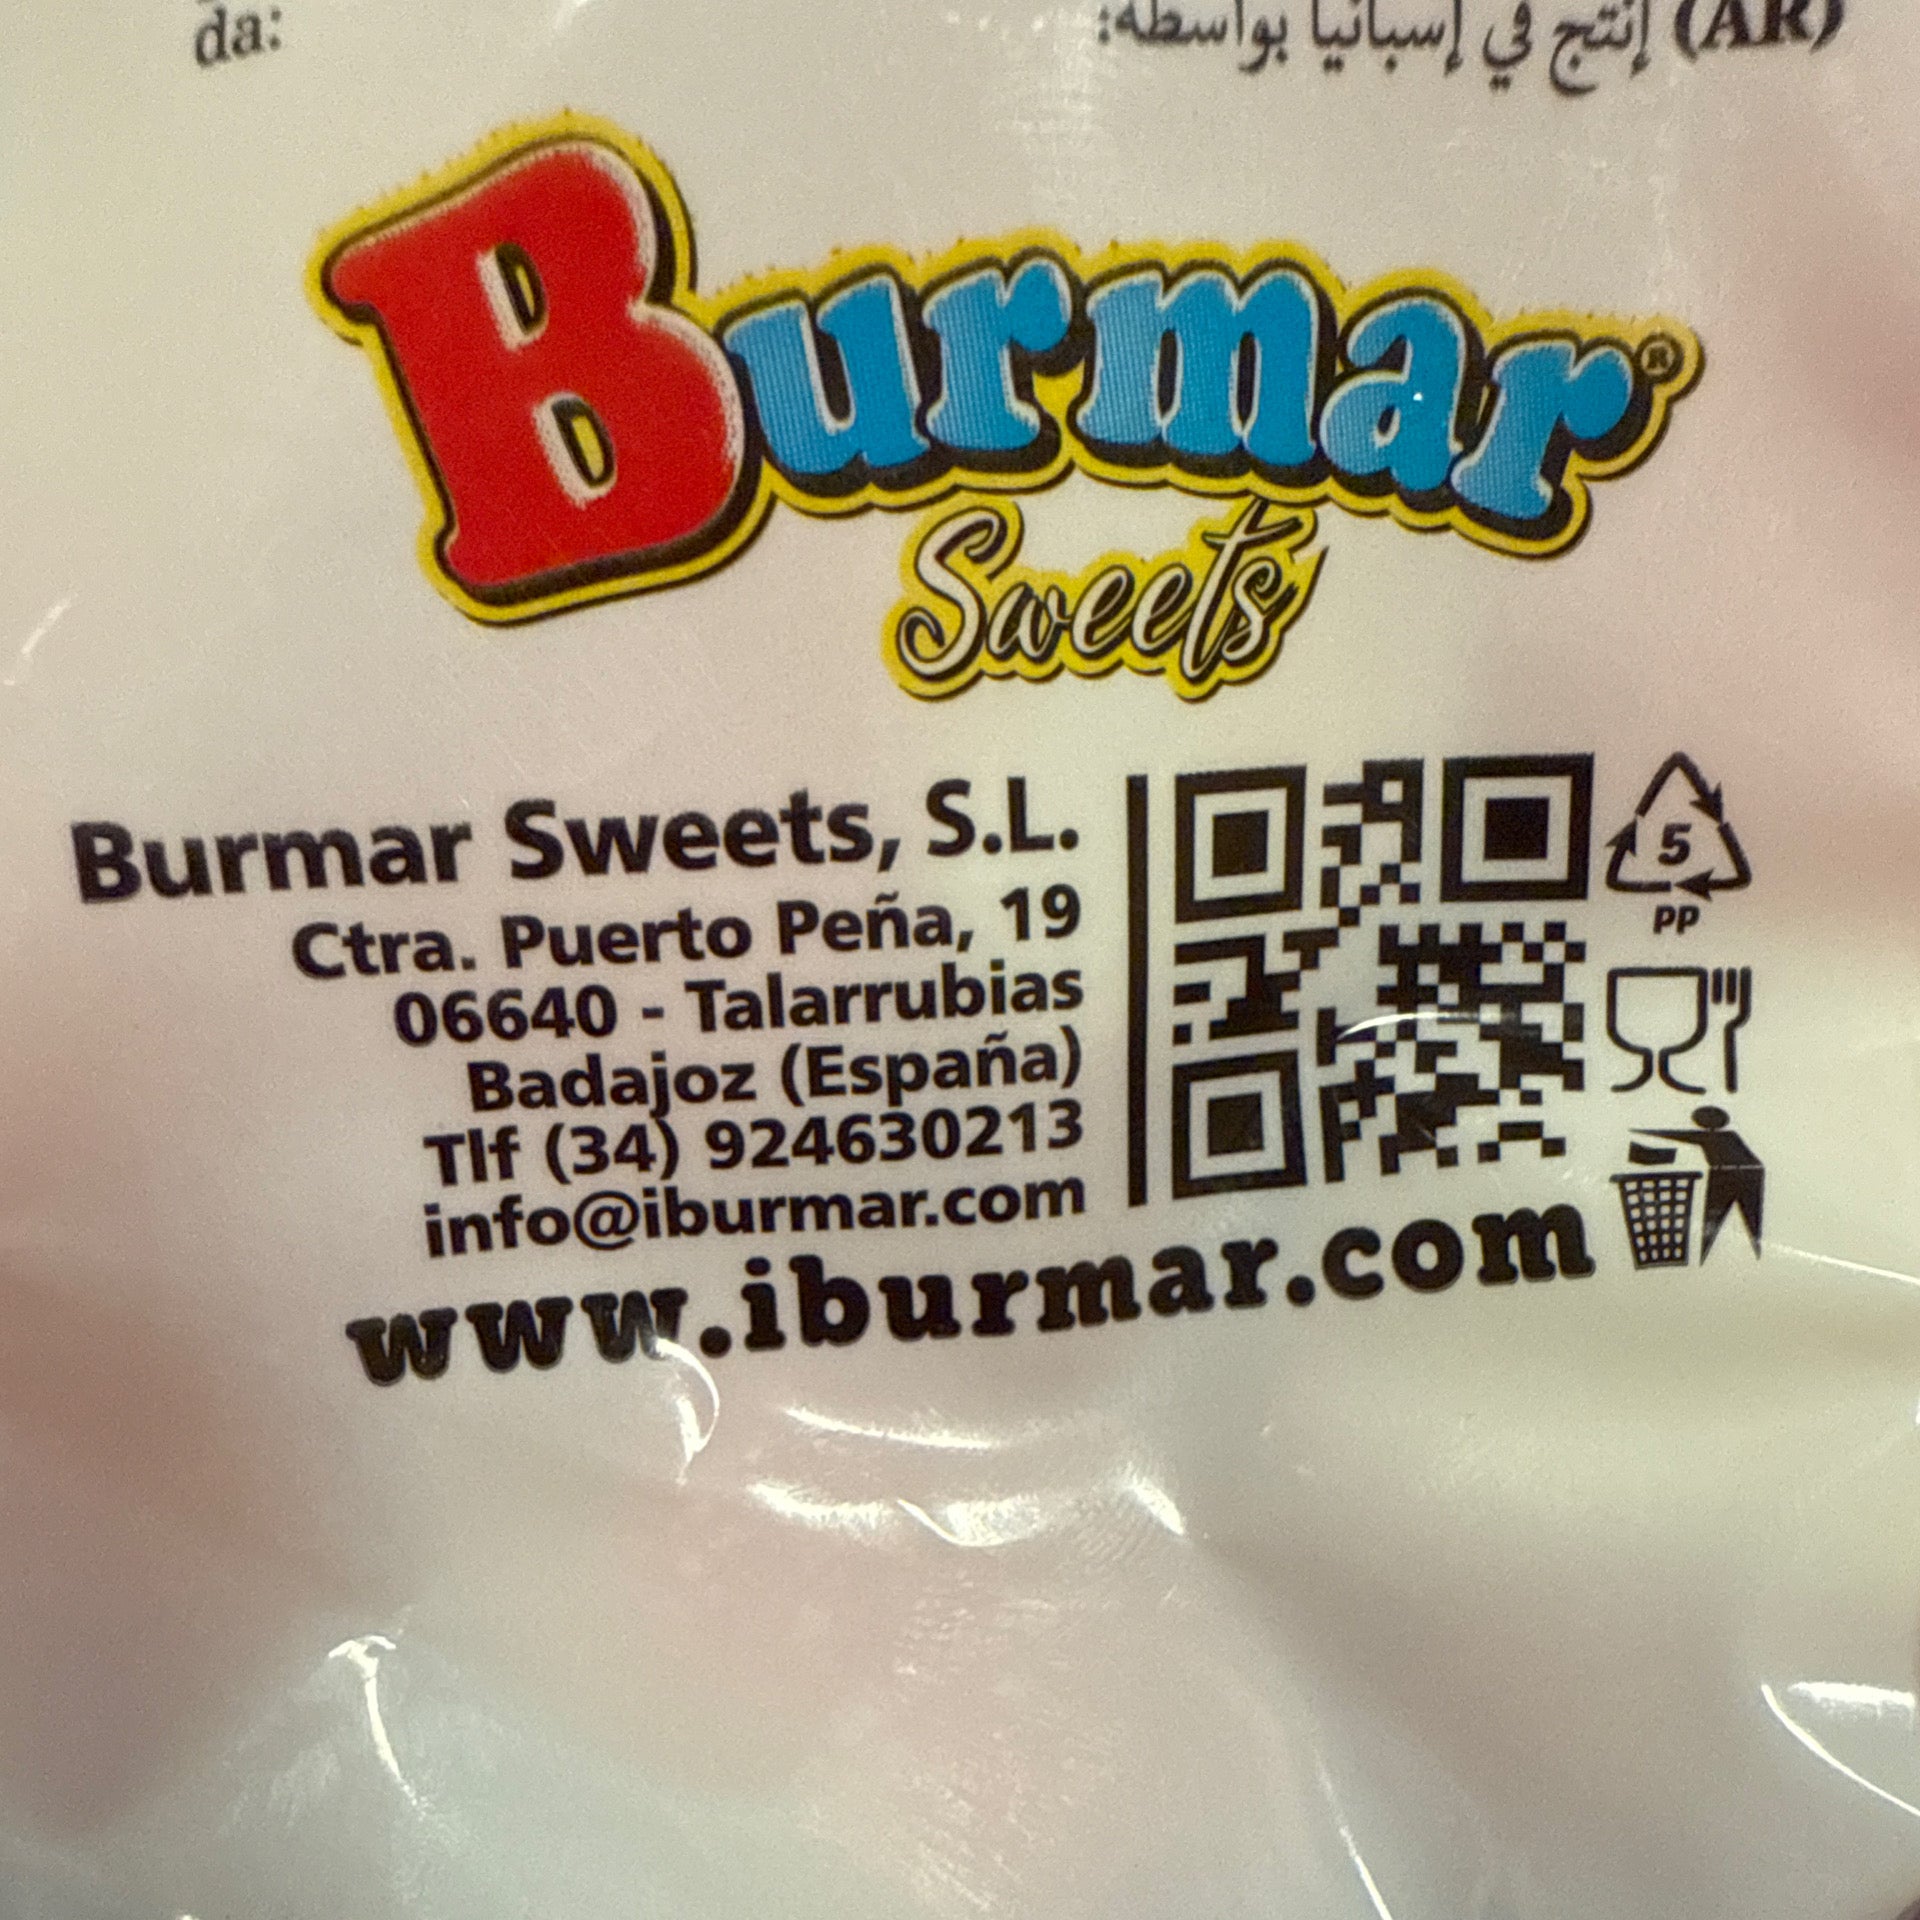 da:
(AR) إنتج في إسبانيا بواسطة:
Burmar®
Sweets
Burmar Sweets, S.L.
Ctra. Puerto Peña, 19
06640 - Talarrubias
Badajoz (España)
Tlf (34) 924630213
info@iburmar.com
www.iburmar.com
5
PP